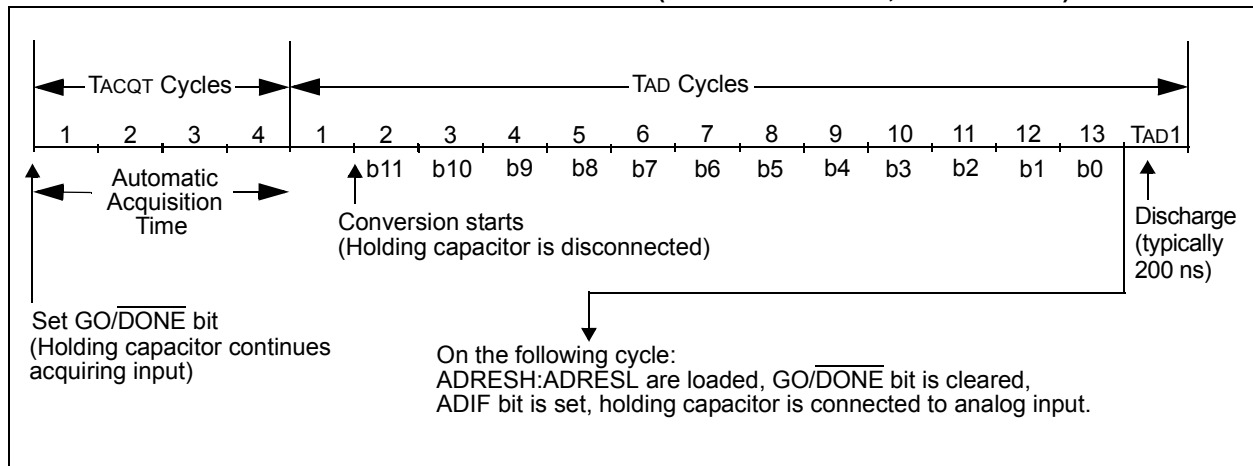 TACQT Cycles TAD Cycles
1 2 3 4 1 2 3 4 5 6 7 8 9 10 11 12 13 TAD1
b11 b10 b9 b8 b7 b6 b5 b4 b3 b2 b1 b0
Automatic
Acquisition
Time
Conversion starts
(Holding capacitor is disconnected)
Discharge
(typically
200 ns)
Set GO/DONE bit
(Holding capacitor continues
acquiring input)
On the following cycle:
ADRESH:ADRESL are loaded, GO/DONE bit is cleared,
ADIF bit is set, holding capacitor is connected to analog input.